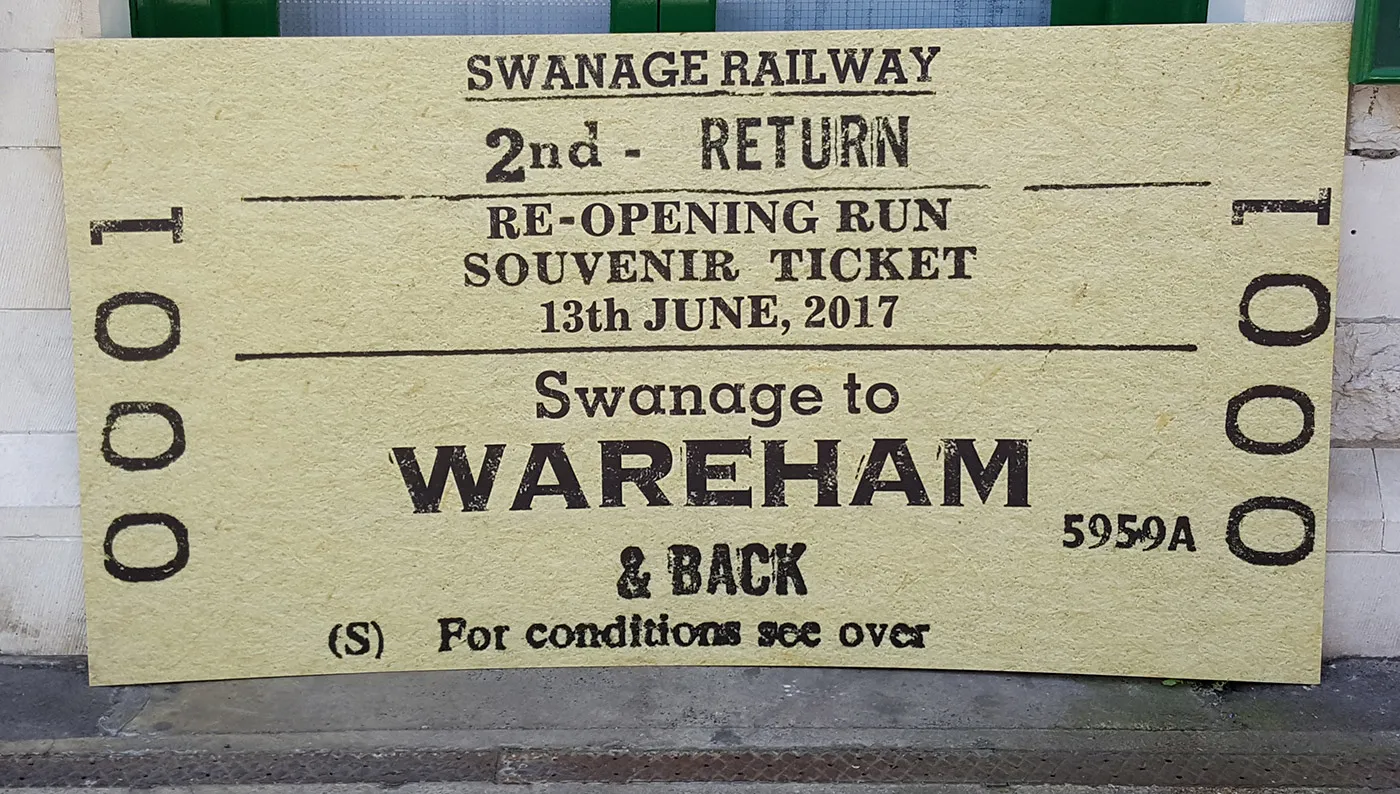 SWANAGE RAILWAY
2nd - RETURN
RE-OPENING RUN
SOUVENIR TICKET
13th JUNE, 2017
Swanage to
WAREHAM
5959A
& BACK
(S) For conditions see over
0001
0001